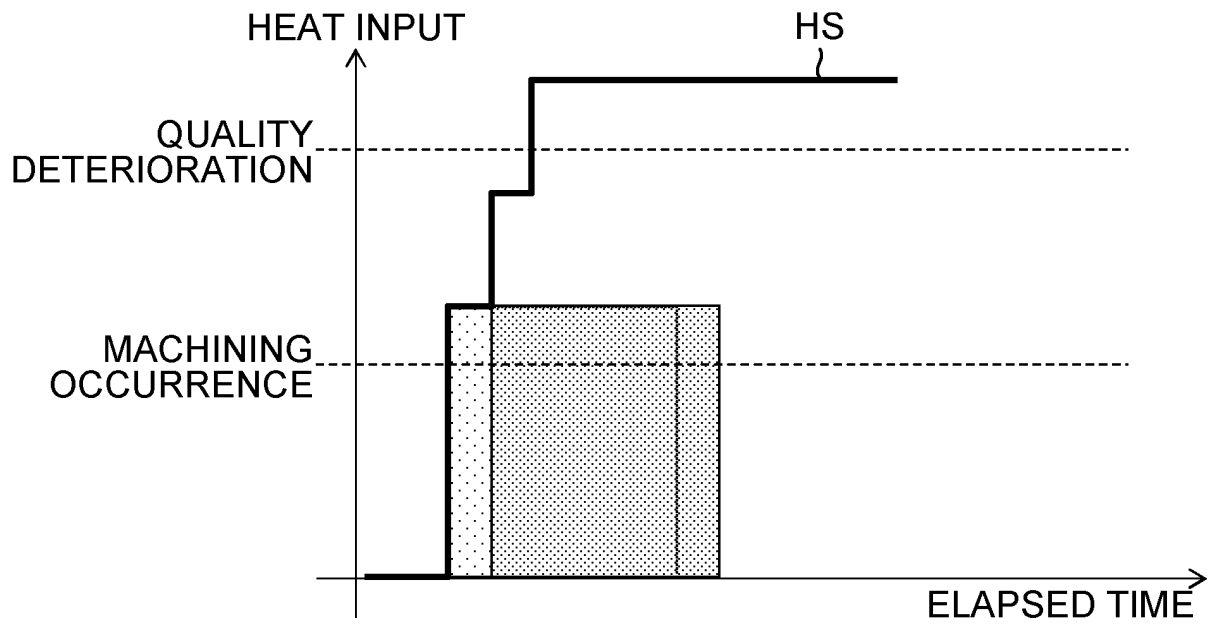 HEAT INPUT
HS
QUALITY
DETERIORATION
MACHINING
OCCURRENCE
ELAPSED TIME